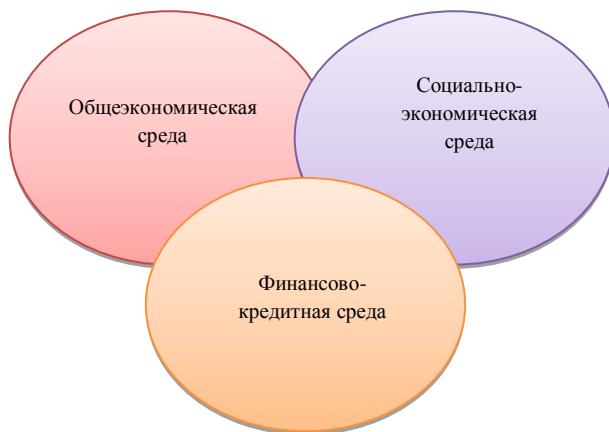 Общеэкономическая
среда
Социально-
экономическая
среда
Финансово-
кредитная среда